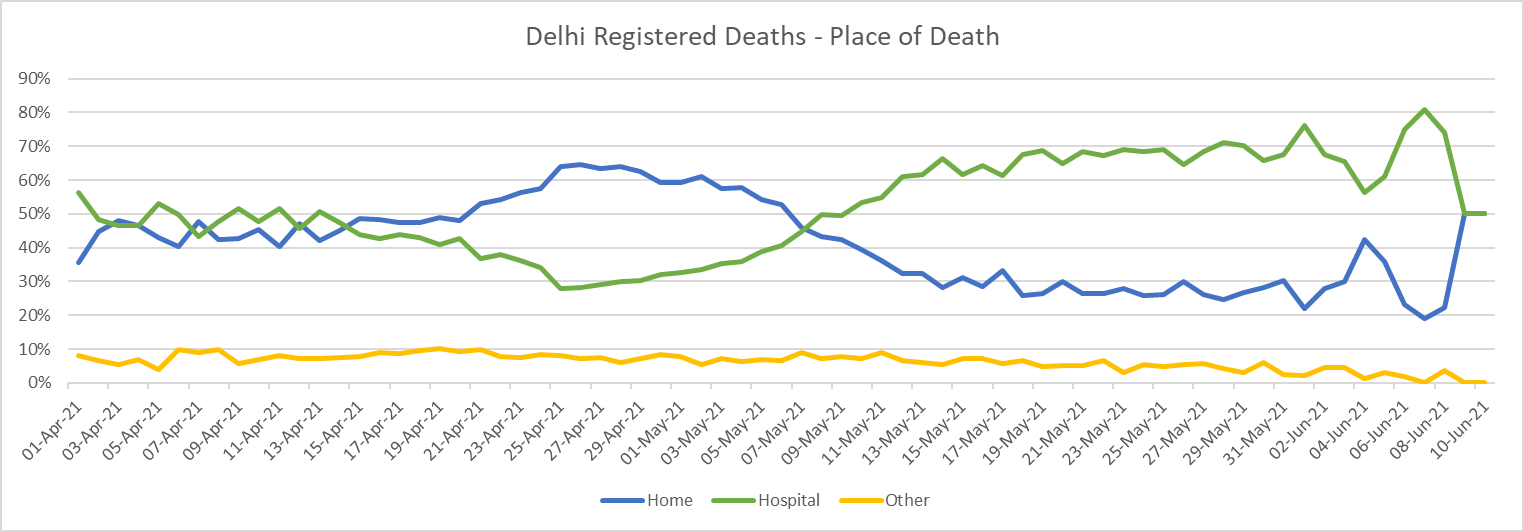 Delhi Registered Deaths - Place of Death
90%
80%
70%
60%
50%
40%
30%
20%
10%
0%
01-Apr-21
03-Apr-21
05-Apr-21
07-Apr-21
09-Apr-21
11-Apr-21
13-Apr-21
15-Apr-21
17-Apr-21
19-Apr-21
21-Apr-21
23-Apr-21
25-Apr-21
27-Apr-21
29-Apr-21
01-May-21
03-May-21
05-May-21
07-May-21
09-May-21
11-May-21
13-May-21
15-May-21
17-May-21
19-May-21
21-May-21
23-May-21
25-May-21
27-May-21
29-May-21
31-May-21
02-Jun-21
04-Jun-21
06-Jun-21
08-Jun-21
10-Jun-21
Home Hospital Other